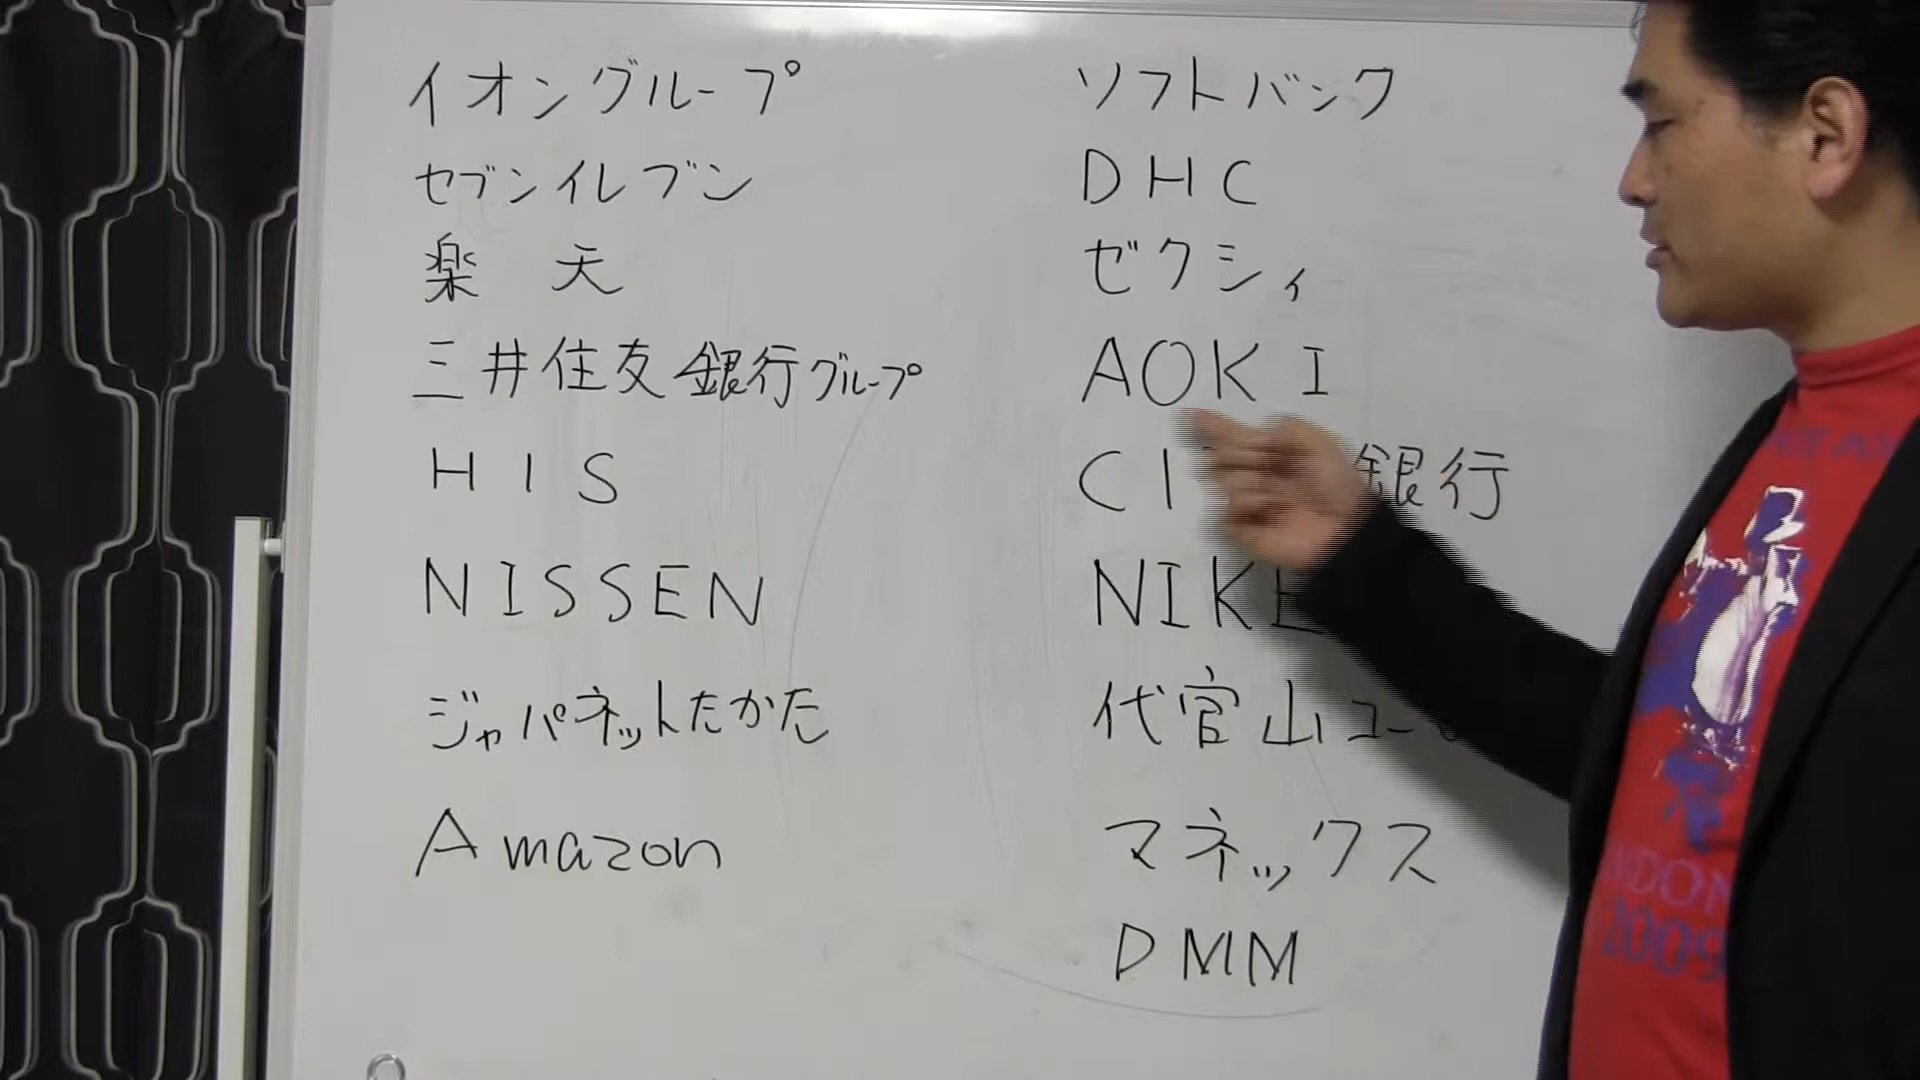 イオングループ
セブンイレブン
楽天
三井住友銀行グループ
HIS
NISSEN
ジャパネットたかた
Amazon
ソフトバンク
DHC
ゼクシィ
AOKI
銀行
NIKE
代官山
マネックス
DMM
2009